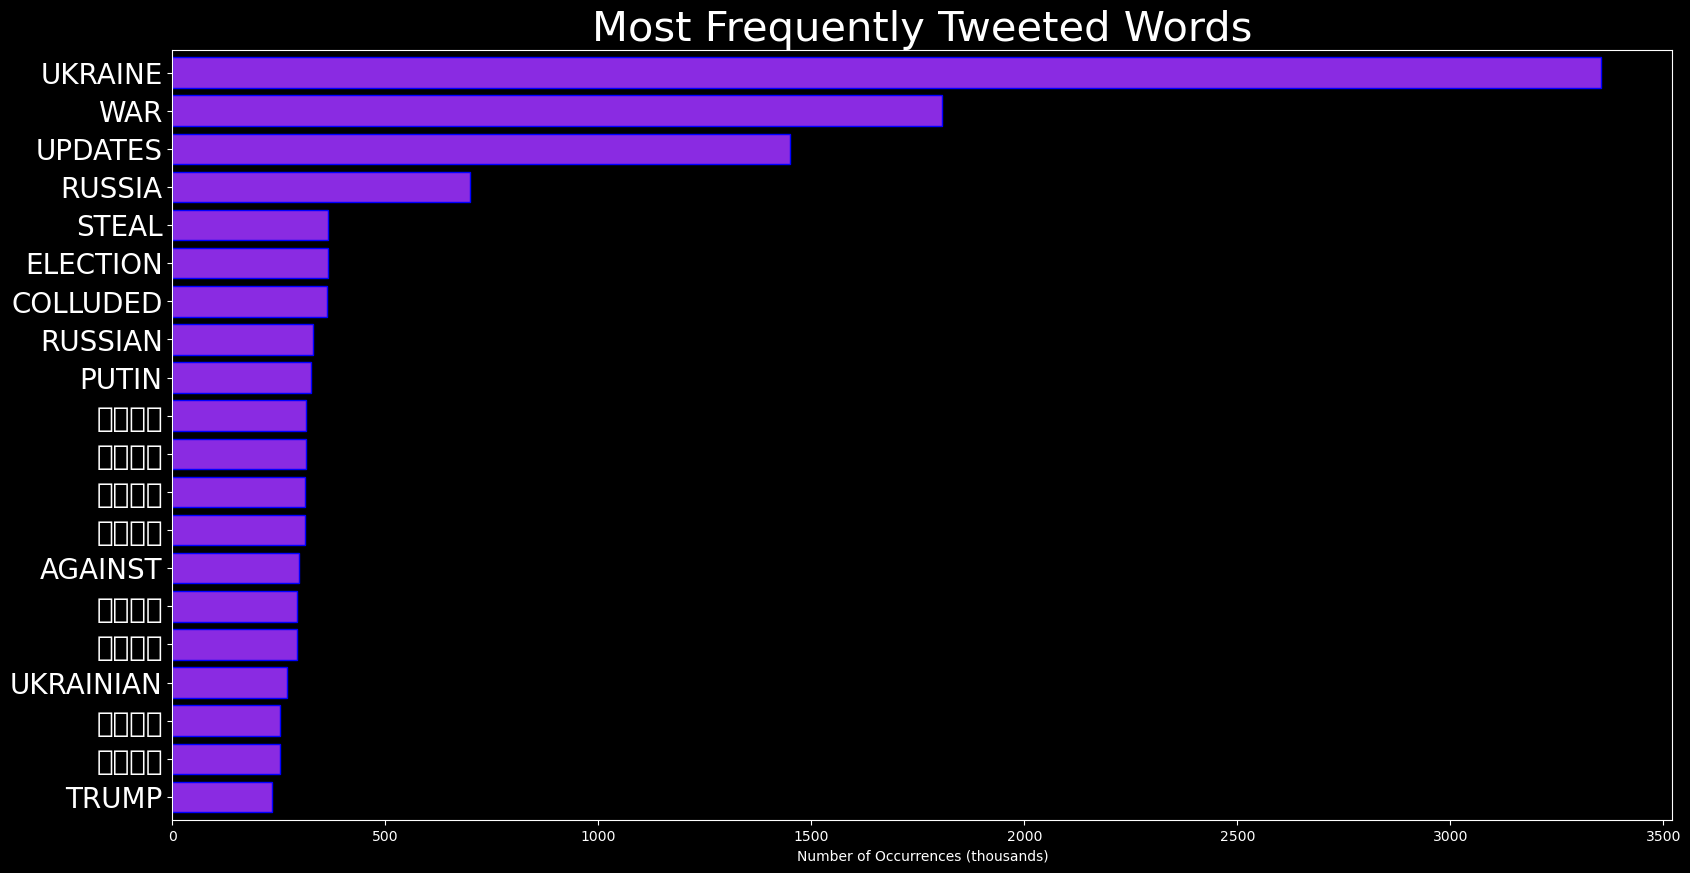 Most Frequently Tweeted Words
UKRAINE
WAR
UPDATES
RUSSIA
STEAL
ELECTION
COLLUDED
RUSSIAN
PUTIN
AGAINST
UKRAINIAN
TRUMP
0 500 1000 1500 2000 2500 3000 3500
Number of Occurrences (thousands)